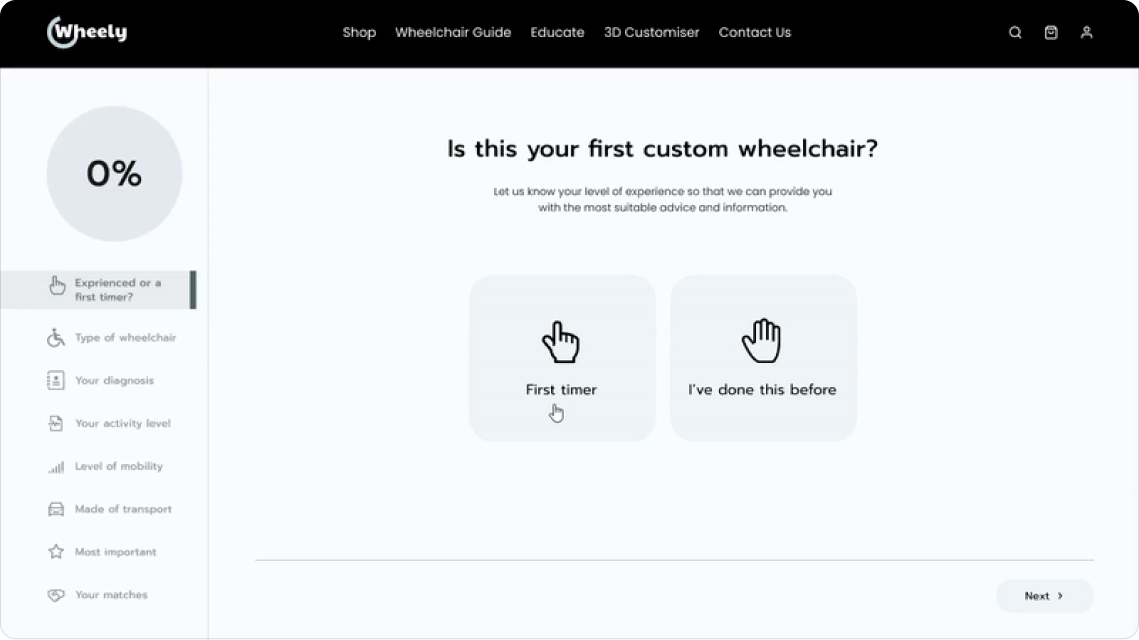 Wheely
Shop Wheelchair Guide Educate 3D Customiser Contact Us
0%
Exprienced or a
first timer?
Type of wheelchair
Your diagnosis
Your activity level
Level of mobility
Made of transport
Most important
Your matches
Is this your first custom wheelchair?
Let us know your level of experience so that we can provide you
with the most suitable advice and information.
First timer
I've done this before
Next